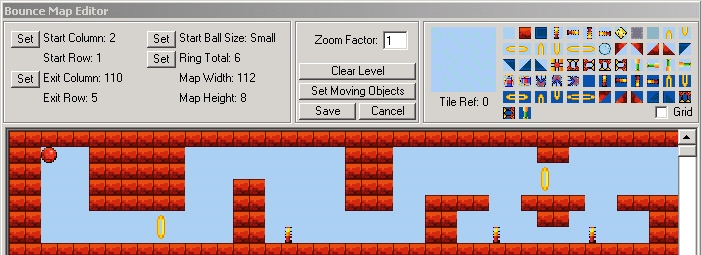 Bounce Map Editor
Set Start Column: 2 Set Start Ball Size: Small
Start Row: 1 Set Ring Total: 6
Set Exit Column: 110 Map Width: 112
Exit Row: 5 Map Height: 8
Zoom Factor: 1
Clear Level
Set Moving Objects
Save Cancel
Tile Ref: 0
Grid